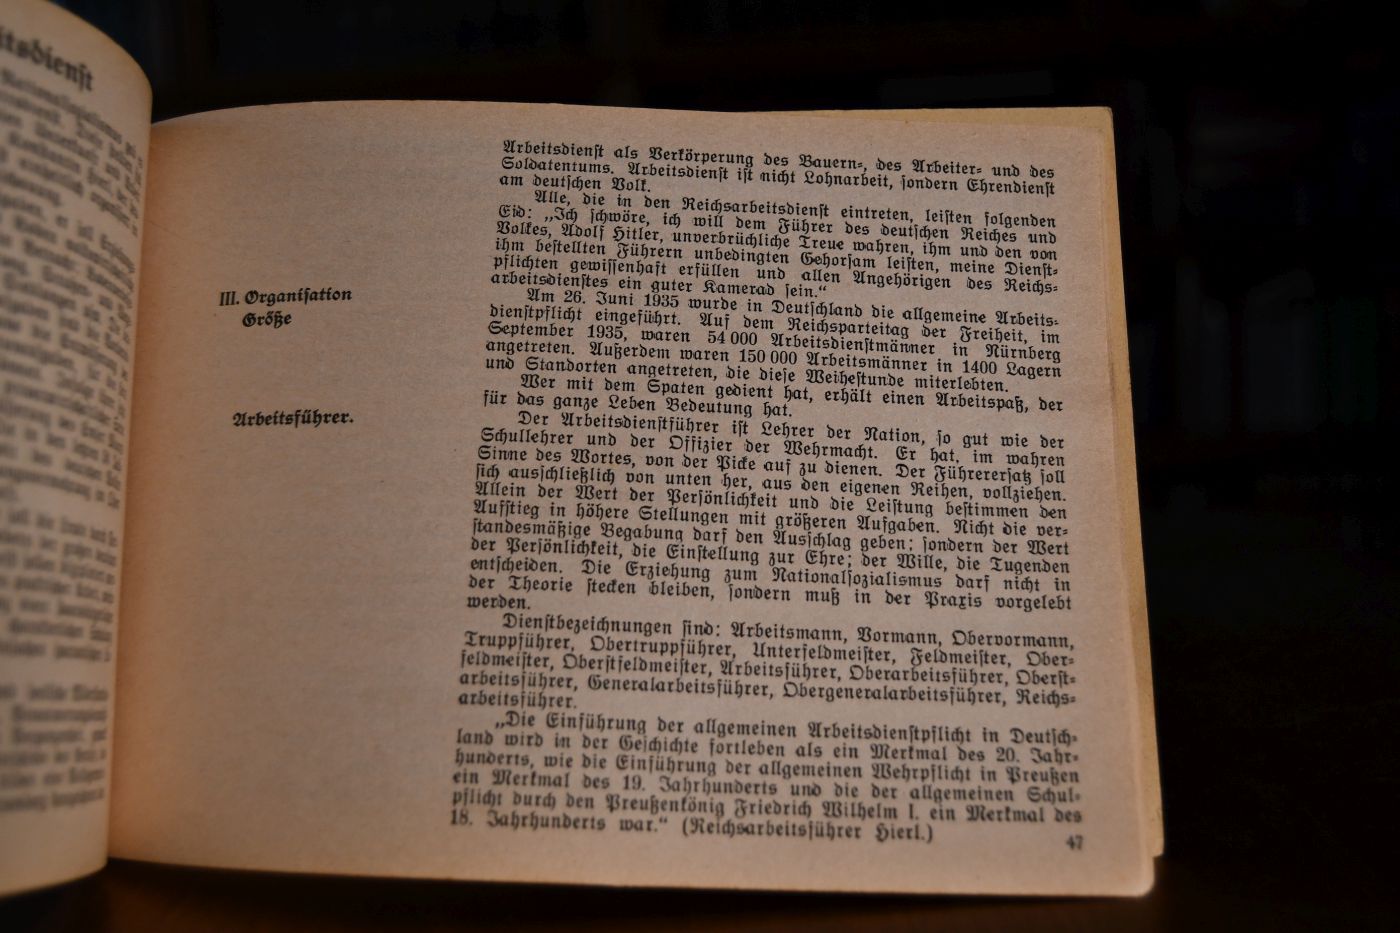 itsdienst
Arbeitsdienst als Verkörperung des Bauern-, des Arbeiter- und des
Soldatentums. Arbeitsdienst ist nicht Lohnarbeit, sondern Ehrendienst
am deutschen Volk.
Alle, die in den Reichsarbeitsdienst eintreten, leisten folgenden
Eid: „Ich schwöre, ich will dem Führer des deutschen Reiches und
Volkes, Adolf Hitler, unverbrüchliche Treue wahren, ihm und den von
ihm bestellten Führern unbedingten Gehorsam leisten, meine Dienst-
pflichten gewissenhaft erfüllen und allen Angehörigen des Reichs-
arbeitsdienstes ein guter Kamerad sein.“
III. Organisation
Größe
Am 26. Juni 1935 wurde in Deutschland die allgemeine Arbeits-
dienstpflicht eingeführt. Auf dem Reichsparteitag der Freiheit, im
September 1935, waren 54 000 Arbeitsdienstmänner in Nürnberg
angetreten. Außerdem waren 150 000 Arbeitsmänner in 1400 Lagern
und Standorten angetreten, die diese Weihestunde miterlebten.
Wer mit dem Spaten gedient hat, erhält einen Arbeitspaß, der
für das ganze Leben Bedeutung hat.
Arbeitsführer.
Der Arbeitsdienstführer ist Lehrer der Nation, so gut wie der
Schullehrer und der Offizier der Wehrmacht. Er hat, im wahren
Sinne des Wortes, von der Picke auf zu dienen. Der Führerersatz soll
sich ausschließlich von unten her, aus den eigenen Reihen, vollziehen.
Allein der Wert der Persönlichkeit und die Leistung bestimmen den
Aufstieg in höhere Stellungen mit größeren Aufgaben. Nicht die ver-
standesmäßige Begabung darf den Ausschlag geben; sondern der Wert
der Persönlichkeit, die Einstellung zur Ehre; der Wille, die Tugenden
entscheiden. Die Erziehung zum Nationalsozialismus darf nicht in
der Theorie stecken bleiben, sondern muß in der Praxis vorgelebt
werden.
Dienstbezeichnungen sind: Arbeitsmann, Vormann, Obervormann,
Truppführer, Obertruppführer, Unterfeldmeister, Feldmeister, Ober-
feldmeister, Oberstfeldmeister, Arbeitsführer, Oberarbeitsführer, Oberst-
arbeitsführer, Generalarbeitsführer, Obergeneralarbeitsführer, Reichs-
arbeitsführer.
„Die Einführung der allgemeinen Arbeitsdienstpflicht in Deutsch-
land wird in der Geschichte fortleben als ein Merkmal des 20. Jahr-
hunderts, wie die Einführung der allgemeinen Wehrpflicht in Preußen
ein Merkmal des 19. Jahrhunderts und die der allgemeinen Schul-
pflicht durch den Preußenkönig Friedrich Wilhelm I. ein Merkmal des
18. Jahrhunderts war.“ (Reichsarbeitsführer Hierl.)
47